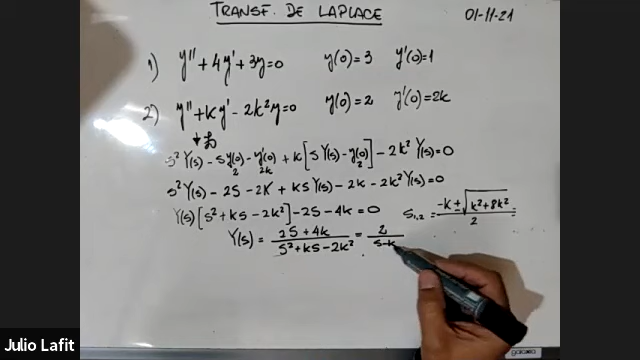 TRANSF. DE LAPLACE
01-11-21
1) y'' + 4y' + 3y = 0 y(0) = 3 y'(0) = 1
2) y'' + ky' - 2k²y = 0 y(0) = 2 y'(0) = 2k
↓ℒ
s²Y(s) - sy(0) - y'(0) + k[sY(s) - y(0)] - 2k²Y(s) = 0
2 2k 2
s²Y(s) - 2s - 2k + ksY(s) - 2k - 2k²Y(s) = 0
Y(s)[s² + ks - 2k²] - 2s - 4k = 0 s₁,₂ = (-k ± √(k² + 8k²))/2 =
Y(s) = (2s + 4k)/(s² + ks - 2k²) = 2/(s - k)
Julio Lafit